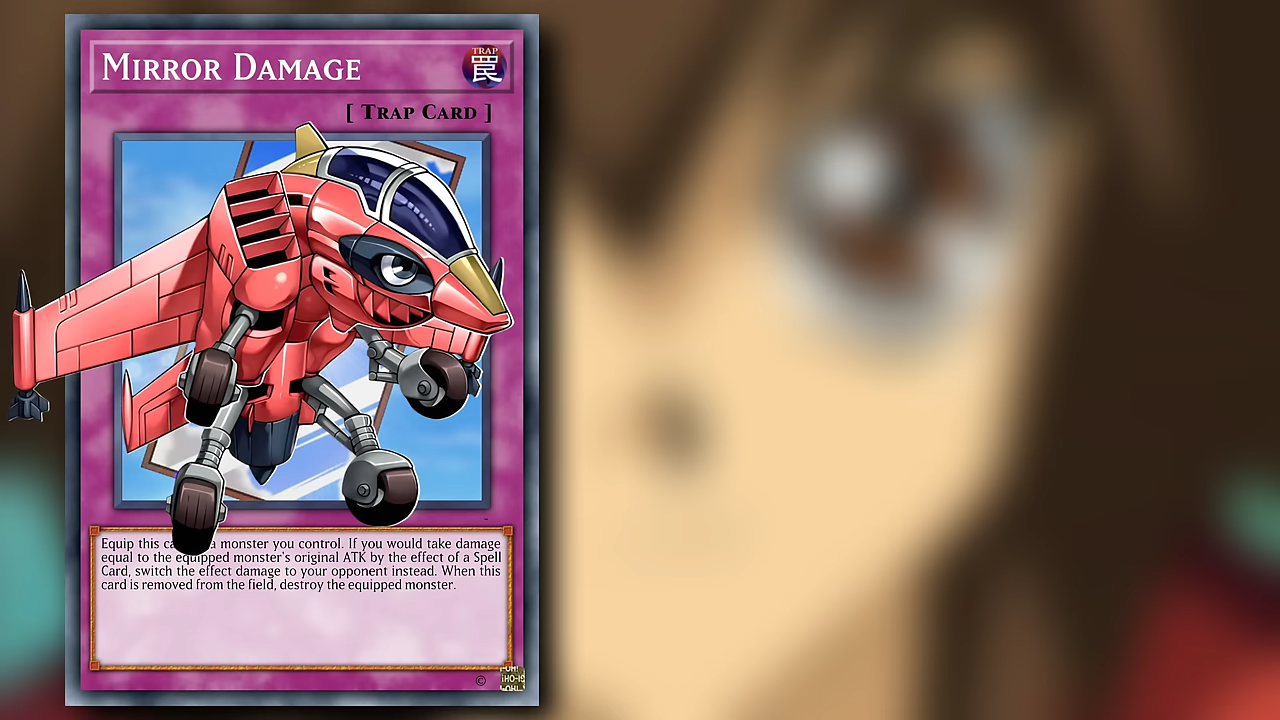 MIRROR DAMAGE
TRAP
罠
[ TRAP CARD ]
-
Equip this a monster you control. If you would take damage
equal to the equipped monster's original ATK by the effect of a Spell
Card, switch the effect damage to your opponent instead. When this
card is removed from the field, destroy the equipped monster.
©